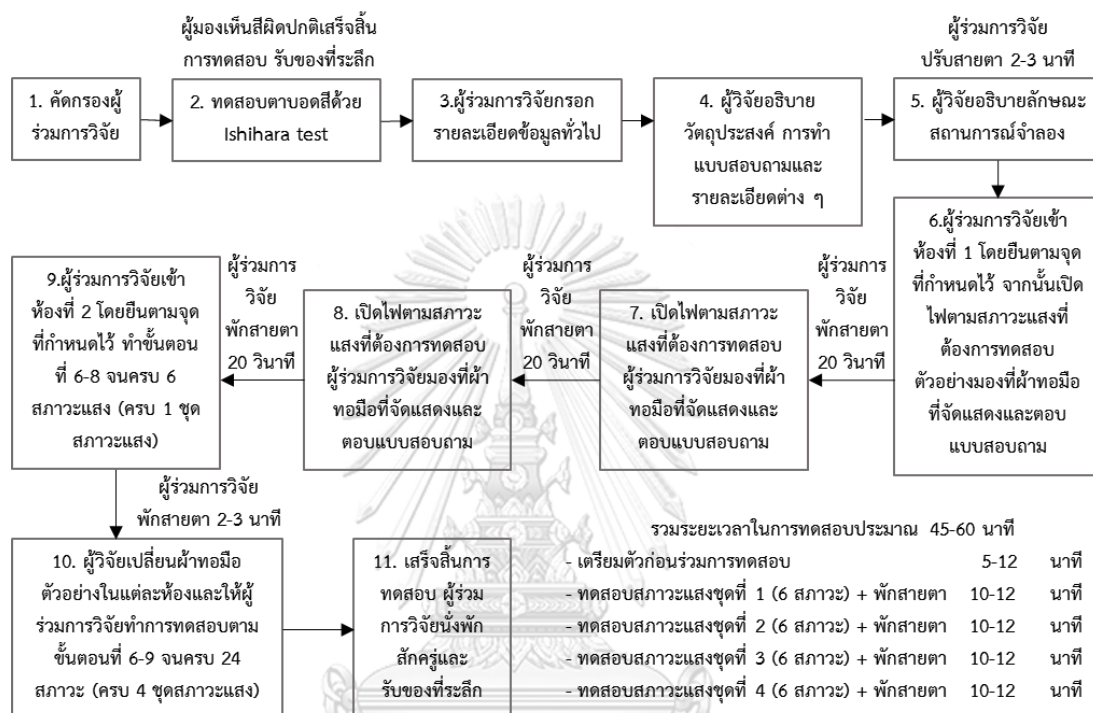 ผู้มองเห็นสีผิดปกติเสร็จสิ้น
การทดสอบ รับของที่ระลึก
ผู้ร่วมการวิจัย
ปรับสายตา 2-3 นาที
1. คัดกรองผู้
ร่วมการวิจัย
2. ทดสอบตาบอดสีด้วย
Ishihara test
3.ผู้ร่วมการวิจัยกรอก
รายละเอียดข้อมูลทั่วไป
4. ผู้วิจัยอธิบาย
วัตถุประสงค์ การทำ
แบบสอบถามและ
รายละเอียดต่าง ๆ
5. ผู้วิจัยอธิบายลักษณะ
สถานการณ์จำลอง
6.ผู้ร่วมการวิจัยเข้า
ห้องที่ 1 โดยยืนตามจุด
ที่กำหนดไว้ จากนั้นเปิด
ไฟตามสภาวะแสงที่
ต้องการทดสอบ
ตัวอย่างมองที่ผ้าทอมือ
ที่จัดแสดงและตอบ
แบบสอบถาม
ผู้ร่วมการ
วิจัย
พักสายตา
20 วินาที
7. เปิดไฟตามสภาวะ
แสงที่ต้องการทดสอบ
ผู้ร่วมการวิจัยมองที่ผ้า
ทอมือที่จัดแสดงและ
ตอบแบบสอบถาม
ผู้ร่วมการ
วิจัย
พักสายตา
20 วินาที
8. เปิดไฟตามสภาวะ
แสงที่ต้องการทดสอบ
ผู้ร่วมการวิจัยมองที่ผ้า
ทอมือที่จัดแสดงและ
ตอบแบบสอบถาม
ผู้ร่วมการ
วิจัย
พักสายตา
20 วินาที
9.ผู้ร่วมการวิจัยเข้า
ห้องที่ 2 โดยยืนตามจุด
ที่กำหนดไว้ ทำขั้นตอน
ที่ 6-8 จนครบ 6
สภาวะแสง (ครบ 1 ชุด
สภาวะแสง)
ผู้ร่วมการวิจัย
พักสายตา 2-3 นาที
10. ผู้วิจัยเปลี่ยนผ้าทอมือ
ตัวอย่างในแต่ละห้องและให้ผู้
ร่วมการวิจัยทำการทดสอบตาม
ขั้นตอนที่ 6-9 จนครบ 24
สภาวะ (ครบ 4 ชุดสภาวะแสง)
11. เสร็จสิ้นการ
ทดสอบ ผู้ร่วม
การวิจัยนั่งพัก
สักครู่และ
รับของที่ระลึก
รวมระยะเวลาในการทดสอบประมาณ 45-60 นาที
- เตรียมตัวก่อนร่วมการทดสอบ 5-12 นาที
- ทดสอบสภาวะแสงชุดที่ 1 (6 สภาวะ) + พักสายตา 10-12 นาที
- ทดสอบสภาวะแสงชุดที่ 2 (6 สภาวะ) + พักสายตา 10-12 นาที
- ทดสอบสภาวะแสงชุดที่ 3 (6 สภาวะ) + พักสายตา 10-12 นาที
- ทดสอบสภาวะแสงชุดที่ 4 (6 สภาวะ) + พักสายตา 10-12 นาที